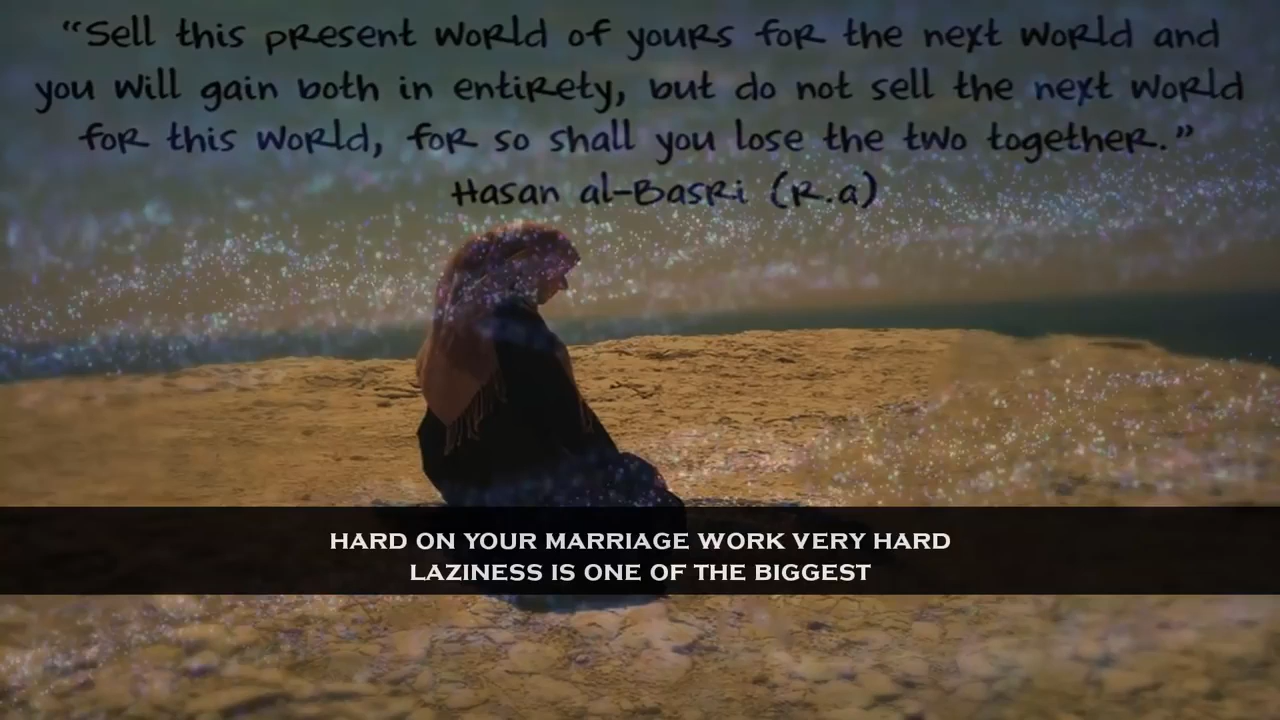 “Sell this present world of yours for the next world and
you will gain both in entirety, but do not sell the next world
for this world, for so shall you lose the two together.”
Hasan al-Basri (R.a)
HARD ON YOUR MARRIAGE WORK VERY HARD
LAZINESS IS ONE OF THE BIGGEST